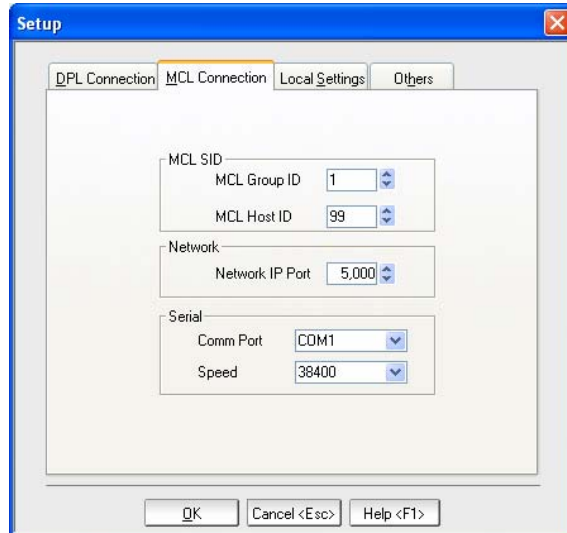 Setup
DPL Connection MCL Connection Local Settings Others
MCL SID
MCL Group ID 1
MCL Host ID 99
Network
Network IP Port 5,000
Serial
Comm Port COM1
Speed 38400
OK Cancel <Esc> Help <F1>